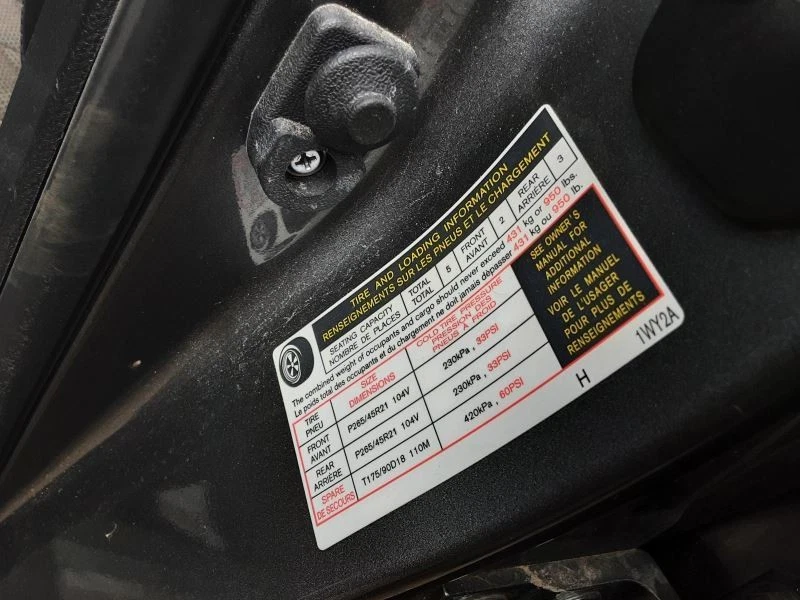 TIRE AND LOADING INFORMATION
RENSEIGNEMENTS SUR LES PNEUS ET LE CHARGEMENT
SEATING CAPACITY TOTAL 5 FRONT 2 REAR 3
NOMBRE DE PLACES TOTAL AVANT ARRIÈRE
The combined weight of occupants and cargo should never exceed 431 kg or 950 lbs.
Le poids total des occupants et du chargement ne doit jamais dépasser 431 kg ou 950 lb.
TIRE SIZE COLD TIRE PRESSURE
PNEU DIMENSIONS PRESSION DES
PNEUS À FROID
FRONT P265/45R21 104V 230kPa , 33PSI
AVANT
REAR P265/45R21 104V 230kPa , 33PSI
ARRIÈRE
SPARE T175/90D18 110M 420kPa , 60PSI
DE SECOURS
SEE OWNER'S
MANUAL FOR
ADDITIONAL
INFORMATION
VOIR LE MANUEL
DE L'USAGER
POUR PLUS DE
RENSEIGNEMENTS
H 1WY2A